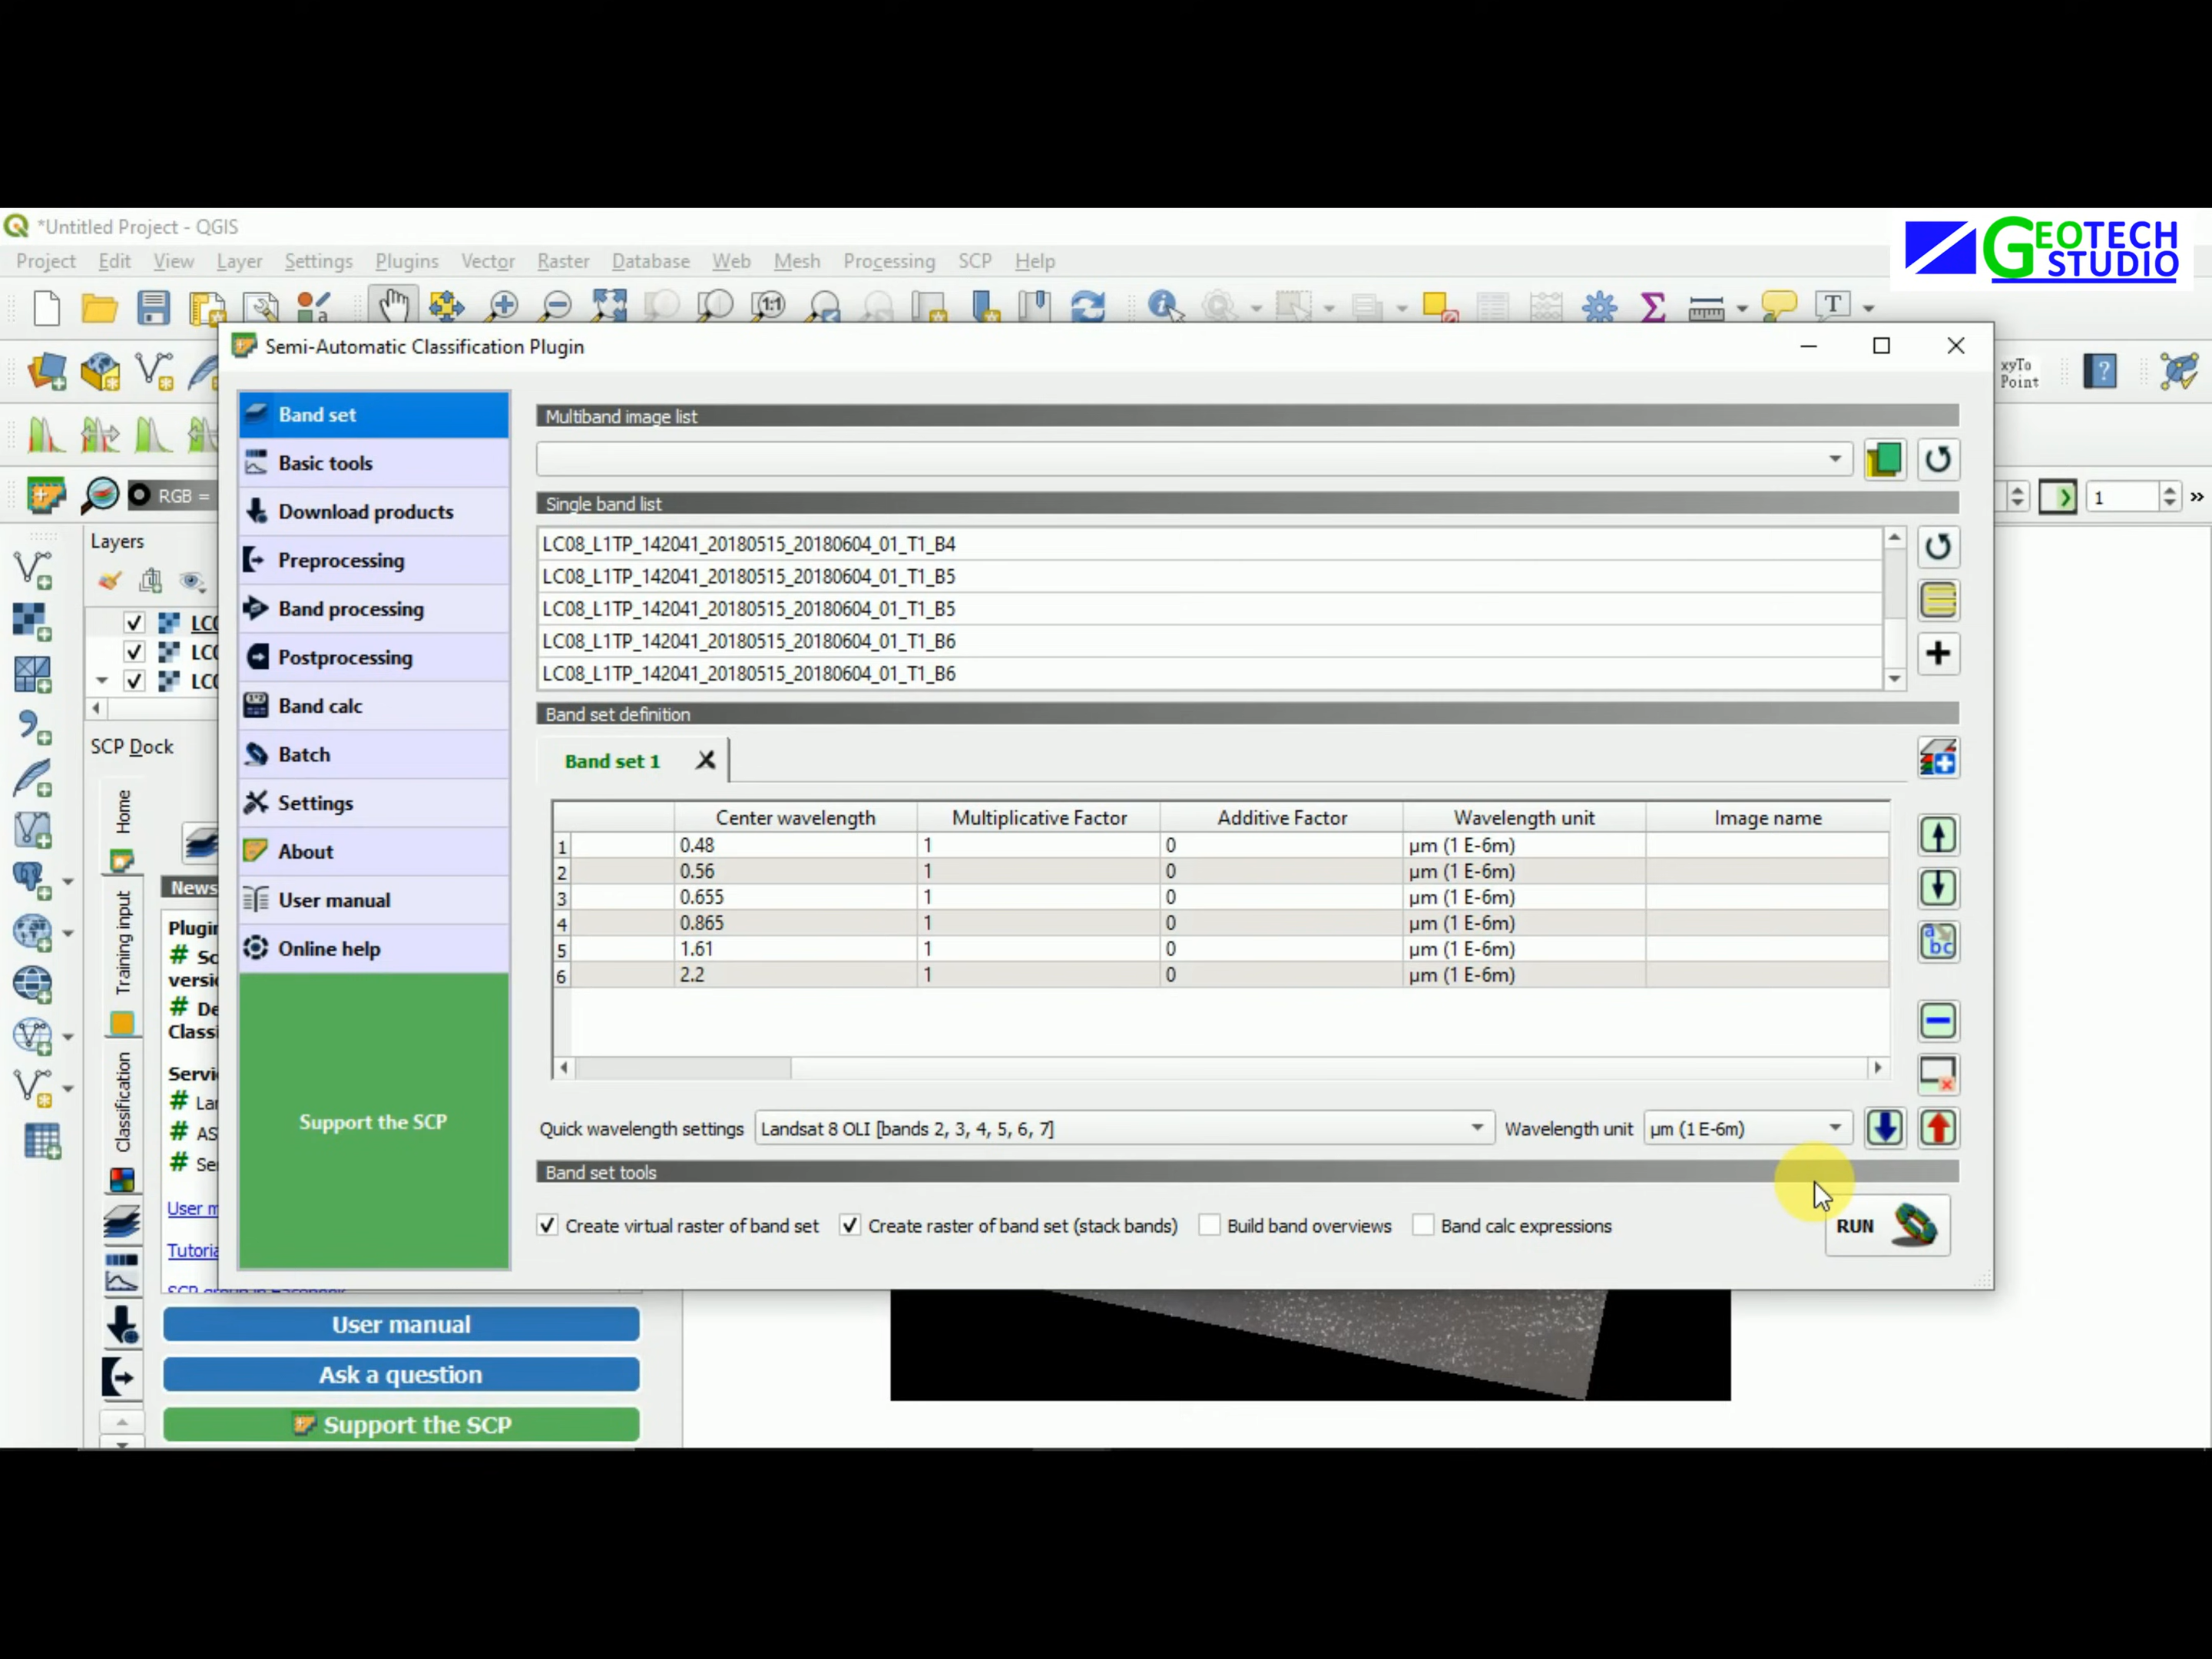 *Untitled Project - QGIS
GEOTECH
STUDIO
Project Edit View Layer Settings Plugins Vector Raster Database Web Mesh Processing SCP Help
1:1
T
Semi-Automatic Classification Plugin
xyTo
Point
Band set
Multiband image list
Basic tools
RGB =
1
Single band list
Download products
Layers
LC08_L1TP_142041_20180515_20180604_01_T1_B4
Preprocessing
LC08_L1TP_142041_20180515_20180604_01_T1_B5
Band processing
LC08_L1TP_142041_20180515_20180604_01_T1_B5
LC08_L1TP_142041_20180515_20180604_01_T1_B6
Postprocessing
LC08_L1TP_142041_20180515_20180604_01_T1_B6
Band calc
Band set definition
SCP Dock
Batch
Band set 1
Settings
Home
Center wavelength Multiplicative Factor Additive Factor Wavelength unit Image name
1 0.48 1 0 µm (1 E-6m)
2 0.56 1 0 µm (1 E-6m)
3 0.655 1 0 µm (1 E-6m)
4 0.865 1 0 µm (1 E-6m)
5 1.61 1 0 µm (1 E-6m)
6 2.2 1 0 µm (1 E-6m)
About
User manual
Online help
News
Training input
Classification
Support the SCP
Quick wavelength settings Landsat 8 OLI [bands 2, 3, 4, 5, 6, 7] Wavelength unit µm (1 E-6m)
Band set tools
Create virtual raster of band set Create raster of band set (stack bands) Build band overviews Band calc expressions RUN
User manual
Ask a question
Support the SCP